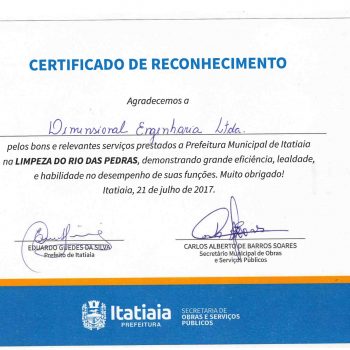 CERTIFICADO DE RECONHECIMENTO
Agradecemos a
Dimensional Engenharia Ltda.
pelos bons e relevantes serviços prestados a Prefeitura Municipal de Itatiaia
na LIMPEZA DO RIO DAS PEDRAS, demonstrando grande eficiência, lealdade,
e habilidade no desempenho de suas funções. Muito obrigado!
Itatiaia, 21 de julho de 2017.
EDUARDO GUEDES DA SILVA
Prefeito de Itatiaia
CARLOS ALBERTO DE BARROS SOARES
Secretário Municipal de Obras
e Serviços Públicos
Itatiaia
PREFEITURA
SECRETARIA DE
OBRAS E SERVIÇOS
PÚBLICOS